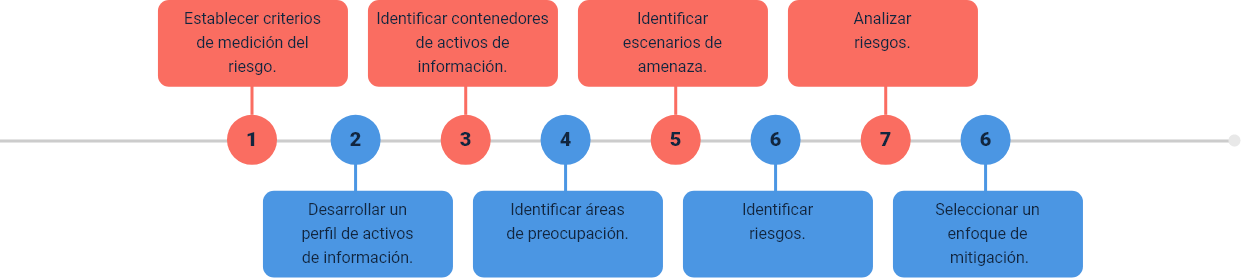 Establecer criterios
de medición del
riesgo.
Identificar contenedores
de activos de
información.
Identificar
escenarios de
amenaza.
Analizar
riesgos.
1
2
3
4
5
6
7
6
Desarrollar un
perfil de activos
de información.
Identificar áreas
de preocupación.
Identificar
riesgos.
Seleccionar un
enfoque de
mitigación.